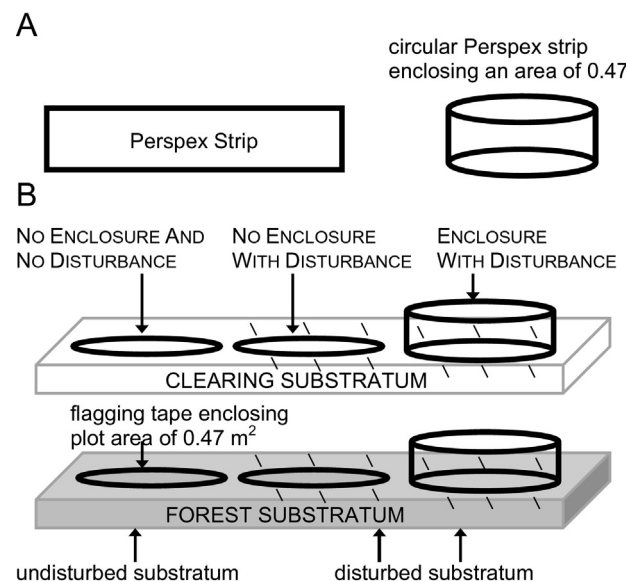 A
circular Perspex strip
enclosing an area of 0.47
Perspex Strip
B
NO ENCLOSURE AND
NO DISTURBANCE
NO ENCLOSURE
WITH DISTURBANCE
ENCLOSURE
WITH DISTURBANCE
CLEARING SUBSTRATUM
flagging tape enclosing
plot area of 0.47 m²
FOREST SUBSTRATUM
undisturbed substratum
disturbed substratum